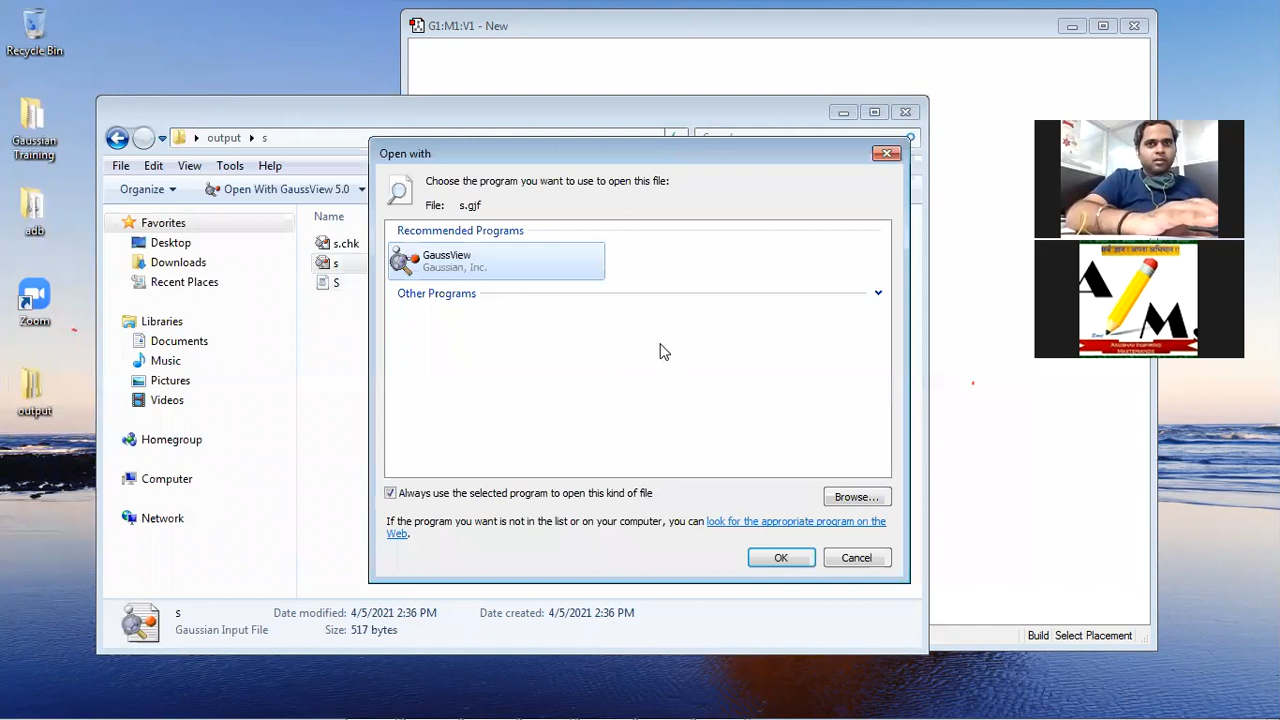 G1:M1:V1 - New
Recycle Bin
Gaussian
Training
adb
Zoom
output
output
s
File
Edit
View
Tools
Help
Organize
Open With GaussView 5.0
Favorites
Desktop
Downloads
Recent Places
Libraries
Documents
Music
Pictures
Videos
Homegroup
Computer
Network
Name
s.chk
s
S
Open with
Choose the program you want to use to open this file:
File: s.gjf
Recommended Programs
GaussView
Gaussian, Inc.
Other Programs
Always use the selected program to open this kind of file
Browse...
If the program you want is not in the list or on your computer, you can look for the appropriate program on the
Web.
OK
Cancel
s
Date modified: 4/5/2021 2:36 PM
Date created: 4/5/2021 2:36 PM
Gaussian Input File
Size: 517 bytes
Build
Select Placement
A
M